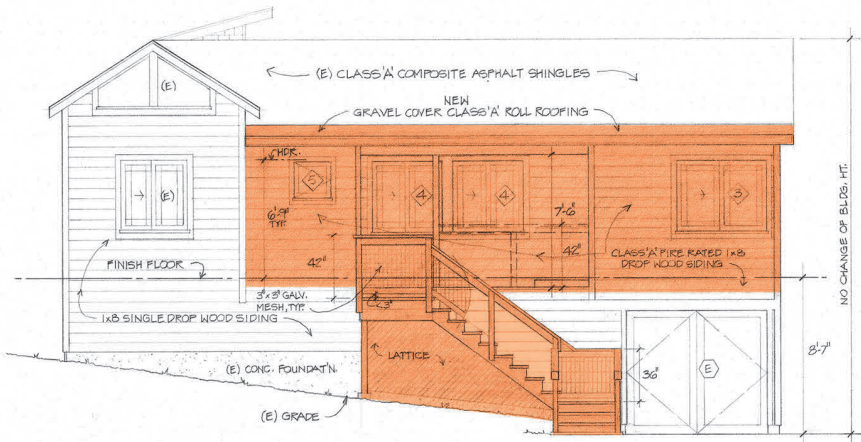 (E)
(E) CLASS 'A' COMPOSITE ASPHALT SHINGLES
NEW
GRAVEL COVER CLASS 'A' ROLL ROOFING
HDR.
5
(E)
4
4
3
6'-9"
TYP.
7'-6"
42"
42"
CLASS 'A' FIRE RATED 1x8
DROP WOOD SIDING
FINISH FLOOR
3"x3" GALV.
MESH, TYP.
1x8 SINGLE DROP WOOD SIDING
LATTICE
(E) CONC. FOUNDAT'N.
(E) GRADE
36"
E
8'-7"
NO CHANGE OF BLDG. HT.